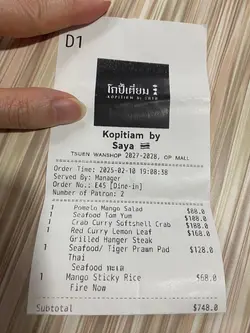 D1
โกปี๊เตี่ยม
KOPITIAM by
Kopitiam by
Saya
TSUEN WANSHOP 2027-2028, OP MALL
Order Time: 2025-02-10 19:08:38
Served By: Manager
Order No.: E45 [Dine-in]
Number of Patron: 2
1 Pomelo Mango Salad $88.0
1 Seafood Tom Yum $108.0
1 Crab Curry Softshell Crab $188.0
1 Red Curry Lemon Leaf $168.0
Grilled Hanger Steak
1 Seafood/ Tiger Prawn Pad $128.0
Thai
Seafood
1 Mango Sticky Rice $68.0
Fire Now
Subtotal $748.0